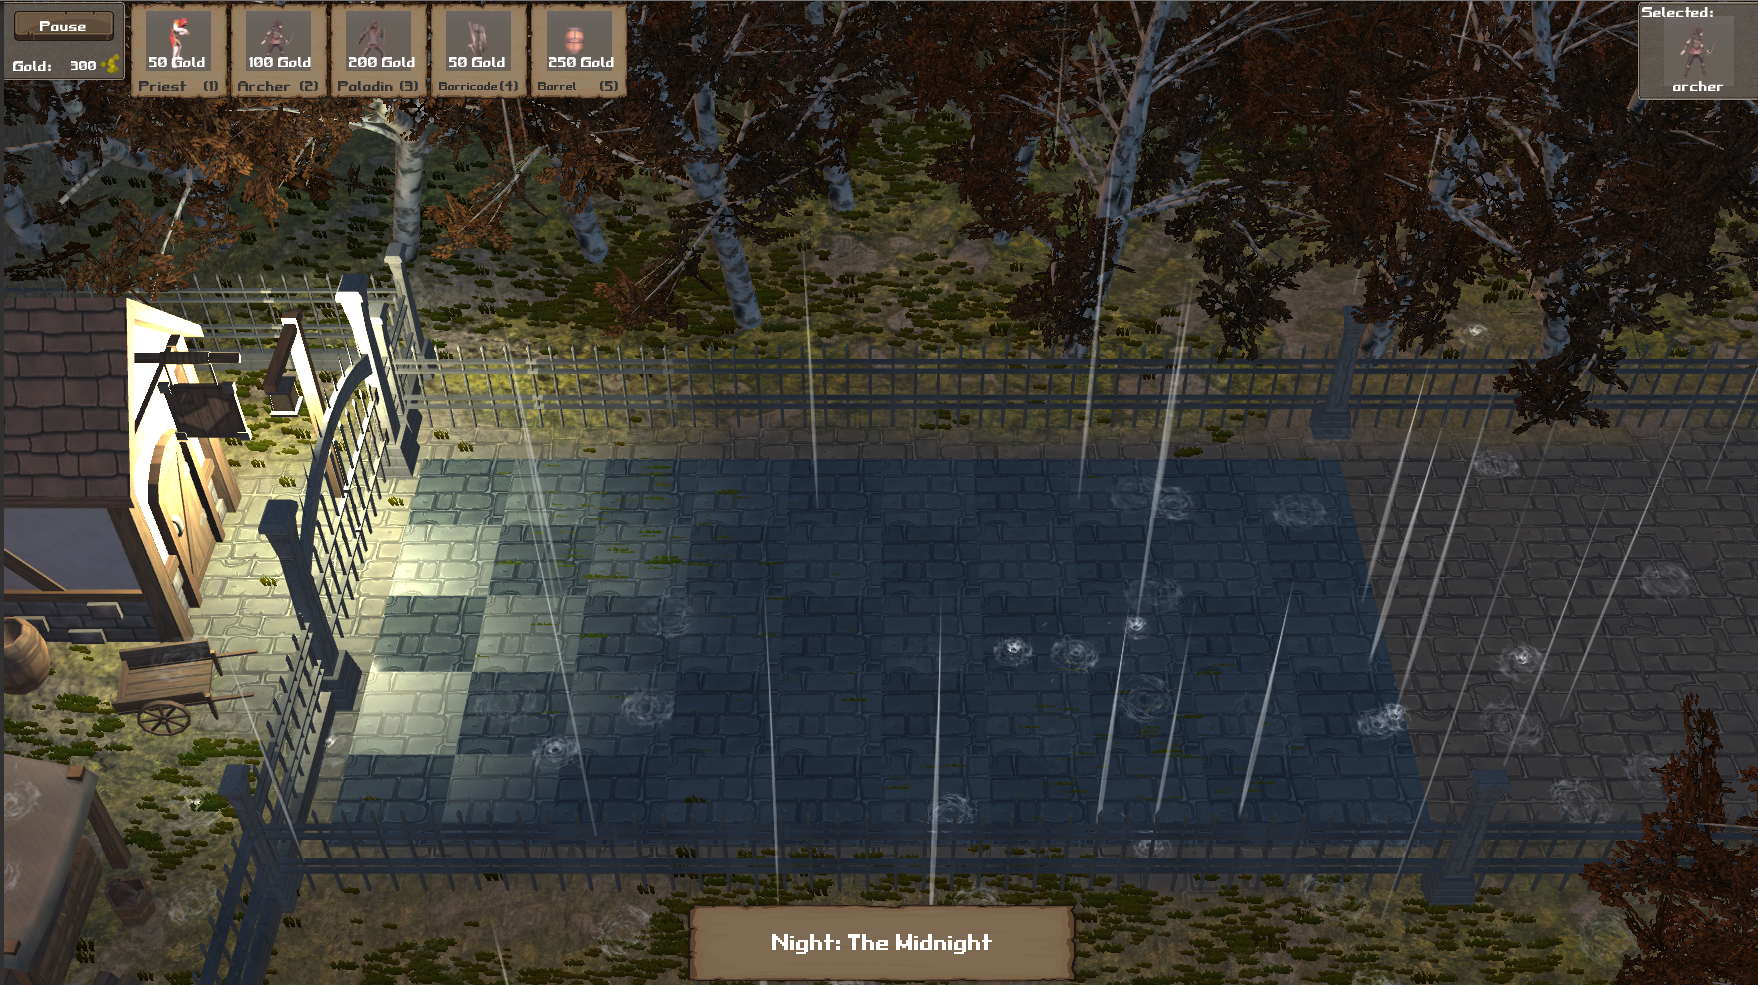 Pause
Gold: 300
50 Gold
Priest (1)
100 Gold
Archer (2)
200 Gold
Paladin (3)
50 Gold
Barricade(4)
250 Gold
Barrel (5)
Selected:
archer
Night: The Midnight